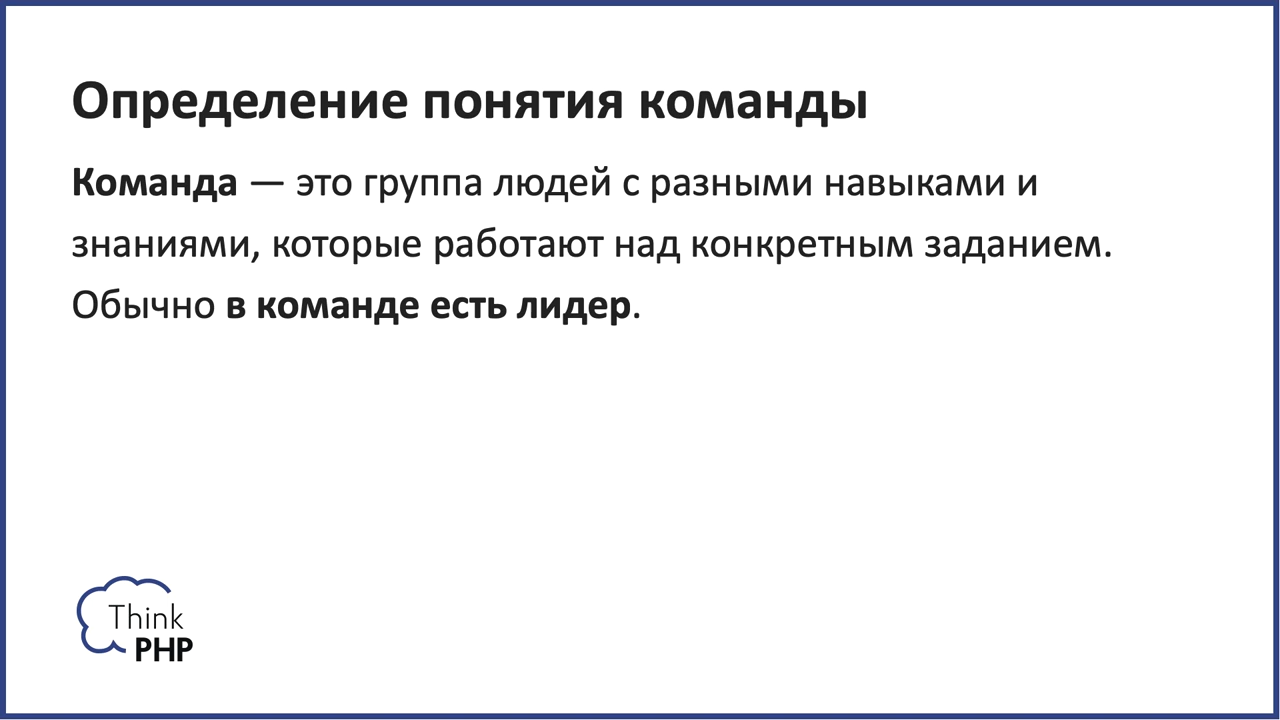 Определение понятия команды
Команда — это группа людей с разными навыками и
знаниями, которые работают над конкретным заданием.
Обычно в команде есть лидер.
Think
PHP